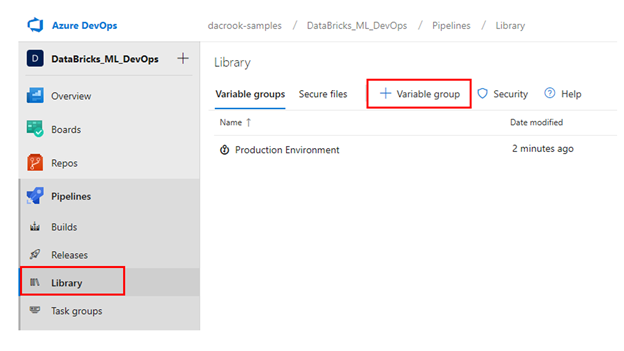 Azure DevOps
dacrook-samples / DataBricks_ML_DevOps / Pipelines / Library
D DataBricks_ML_DevOps +
Overview
Boards
Repos
Pipelines
Builds
Releases
Library
Task groups
Library
Variable groups Secure files + Variable group Security ? Help
Name ↑ Date modified
Production Environment 2 minutes ago